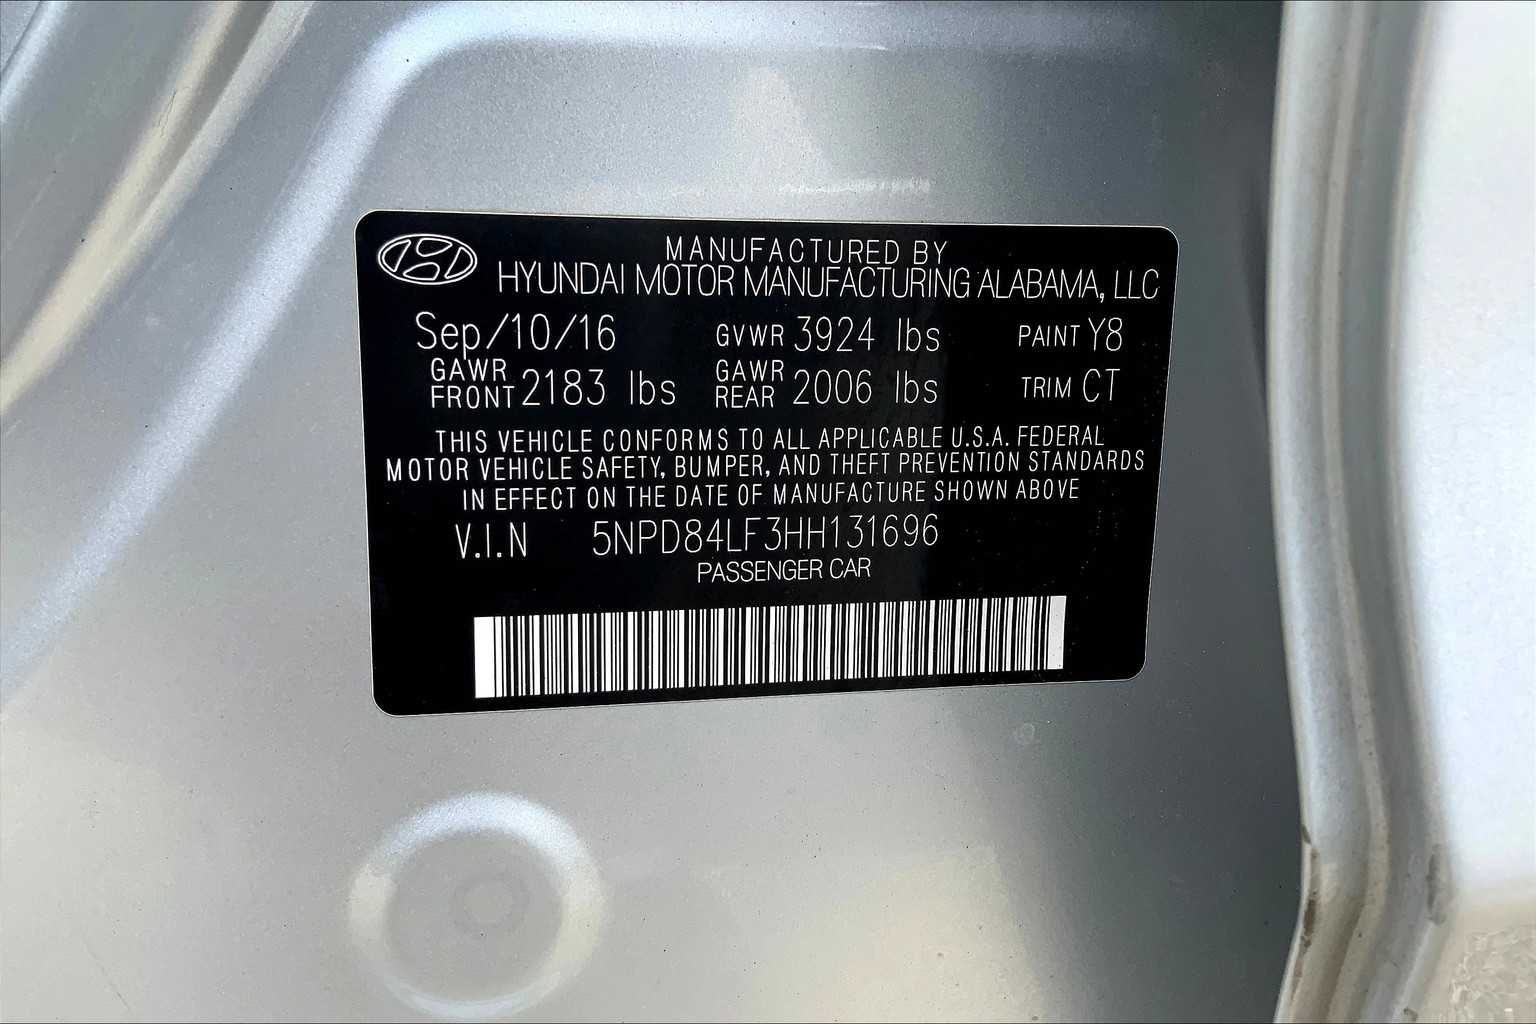 MANUFACTURED BY
HYUNDAI MOTOR MANUFACTURING ALABAMA, LLC
Sep/10/16 GVWR 3924 lbs PAINT Y8
GAWR FRONT 2183 lbs GAWR REAR 2006 lbs TRIM CT
THIS VEHICLE CONFORMS TO ALL APPLICABLE U.S.A. FEDERAL
MOTOR VEHICLE SAFETY, BUMPER, AND THEFT PREVENTION STANDARDS
IN EFFECT ON THE DATE OF MANUFACTURE SHOWN ABOVE
V.I.N 5NPD84LF3HH131696
PASSENGER CAR